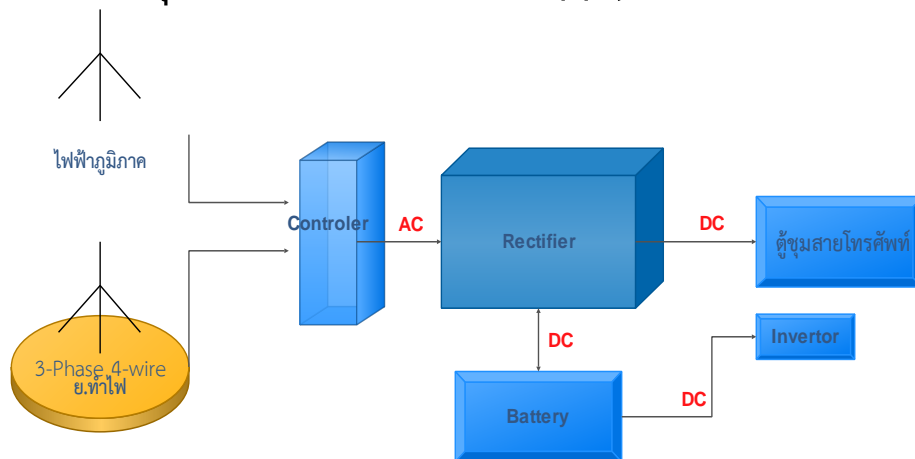 ไฟฟ้าภูมิภาค
Controler
AC
Rectifier
DC
ตู้ชุมสายโทรศัพท์
3-Phase 4-wire
ย.ทำไฟ
DC
Invertor
Battery
DC